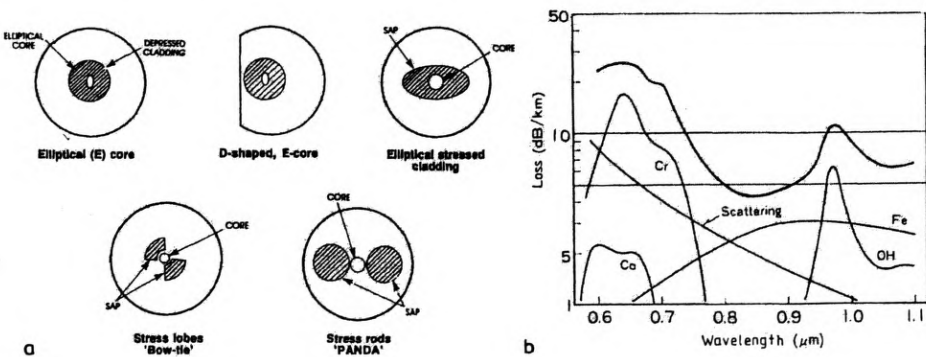 ELLIPTICAL
CORE
DEPRESSED
CLADDING
Elliptical (E) core
D-shaped, E-core
SAP
CORE
Elliptical stressed
cladding
CORE
SAP
Stress lobes
'Bow-tie'
CORE
SAP
Stress rods
'PANDA'
a
100
50
10
5
1
Loss (dB/km)
Cr
Scattering
Fe
Ca
OH
0.6
0.7
0.8
0.9
1.0
1.1
Wavelength (μm)
b